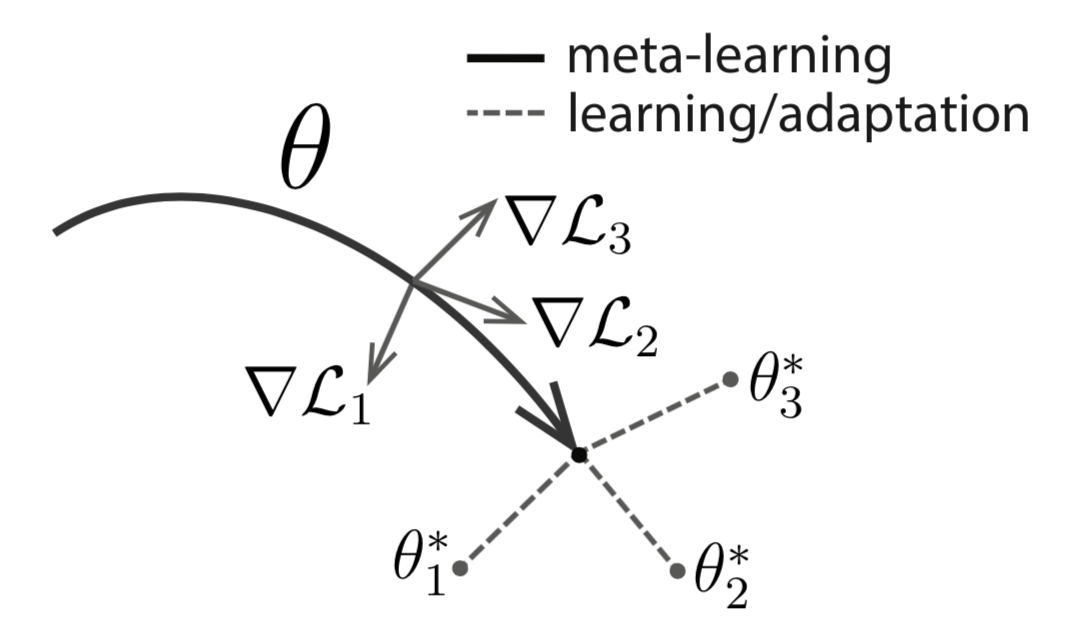 meta-learning
learning/adaptation
θ
∇ℒ₃
∇ℒ₂
∇ℒ₁
θ₃*
θ₁*
θ₂*